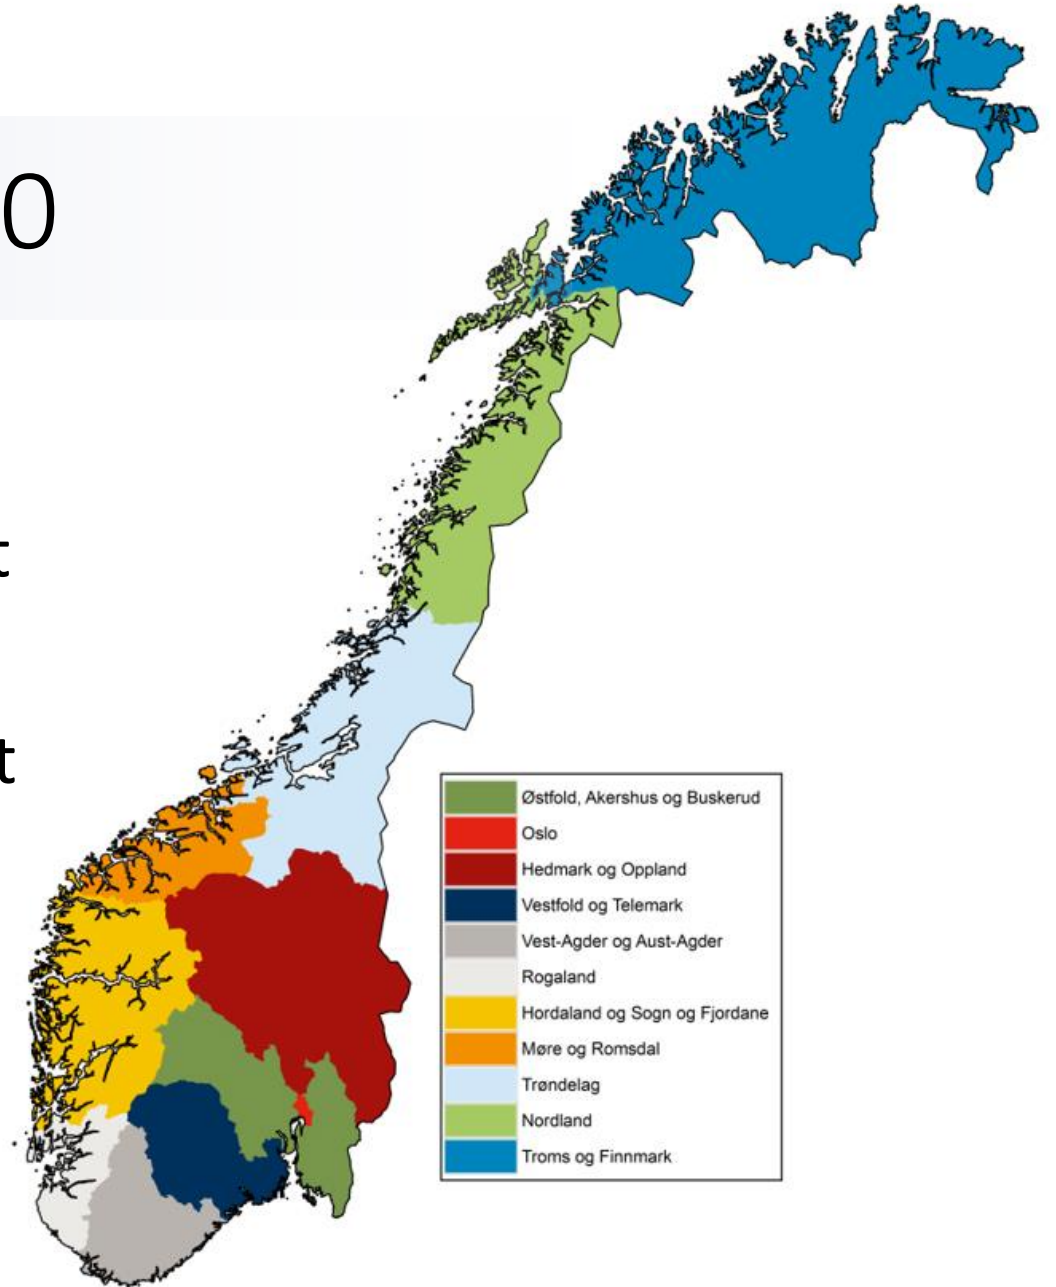 0
t
t
Østfold, Akershus og Buskerud
Oslo
Hedmark og Oppland
Vestfold og Telemark
Vest-Agder og Aust-Agder
Rogaland
Hordaland og Sogn og Fjordane
Møre og Romsdal
Trøndelag
Nordland
Troms og Finnmark